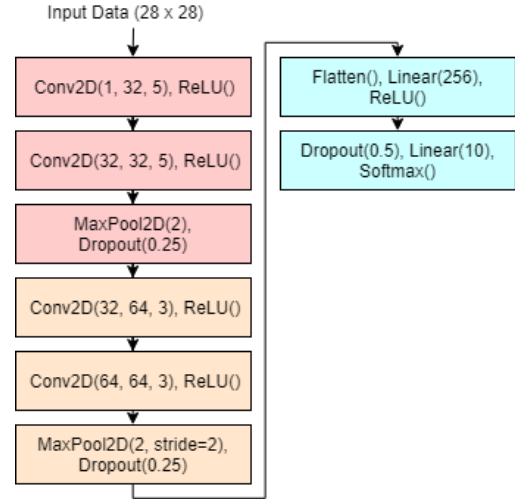 Input Data (28 x 28)
Conv2D(1, 32, 5), ReLU()
Conv2D(32, 32, 5), ReLU()
MaxPool2D(2),
Dropout(0.25)
Conv2D(32, 64, 3), ReLU()
Conv2D(64, 64, 3), ReLU()
MaxPool2D(2, stride=2),
Dropout(0.25)
Flatten(), Linear(256),
ReLU()
Dropout(0.5), Linear(10),
Softmax()